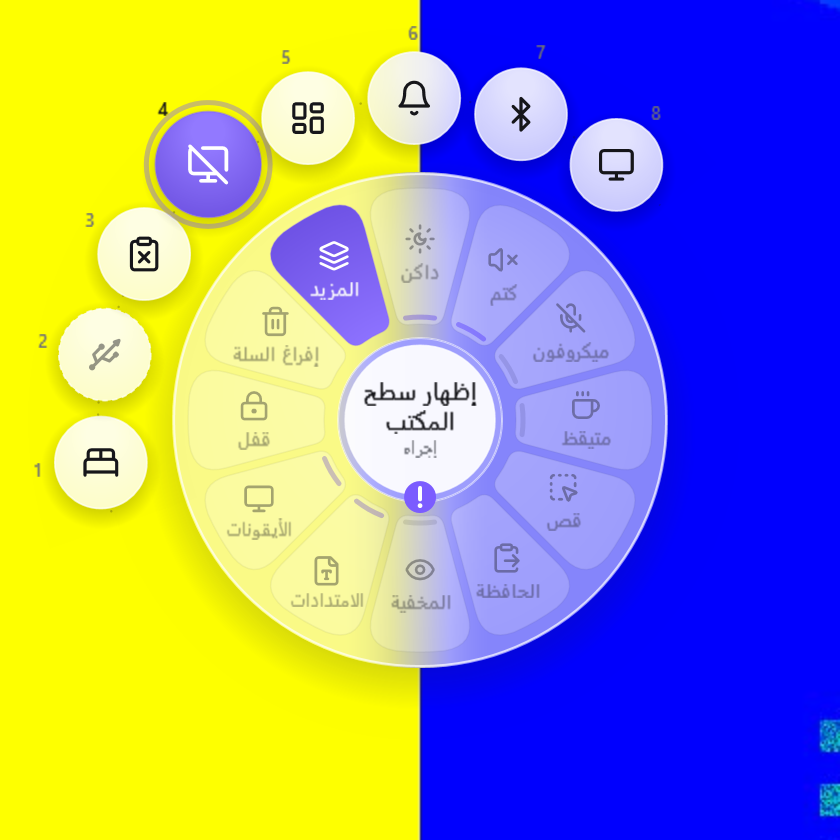 6
5
7
4
8
3
2
1
داكن
كتم
المزيد
ميكروفون
إفراغ السلة
متيقظ
قفل
إظهار سطح
المكتب
إجراء
قص
الأيقونات
الحافظة
الامتدادات
المخفية